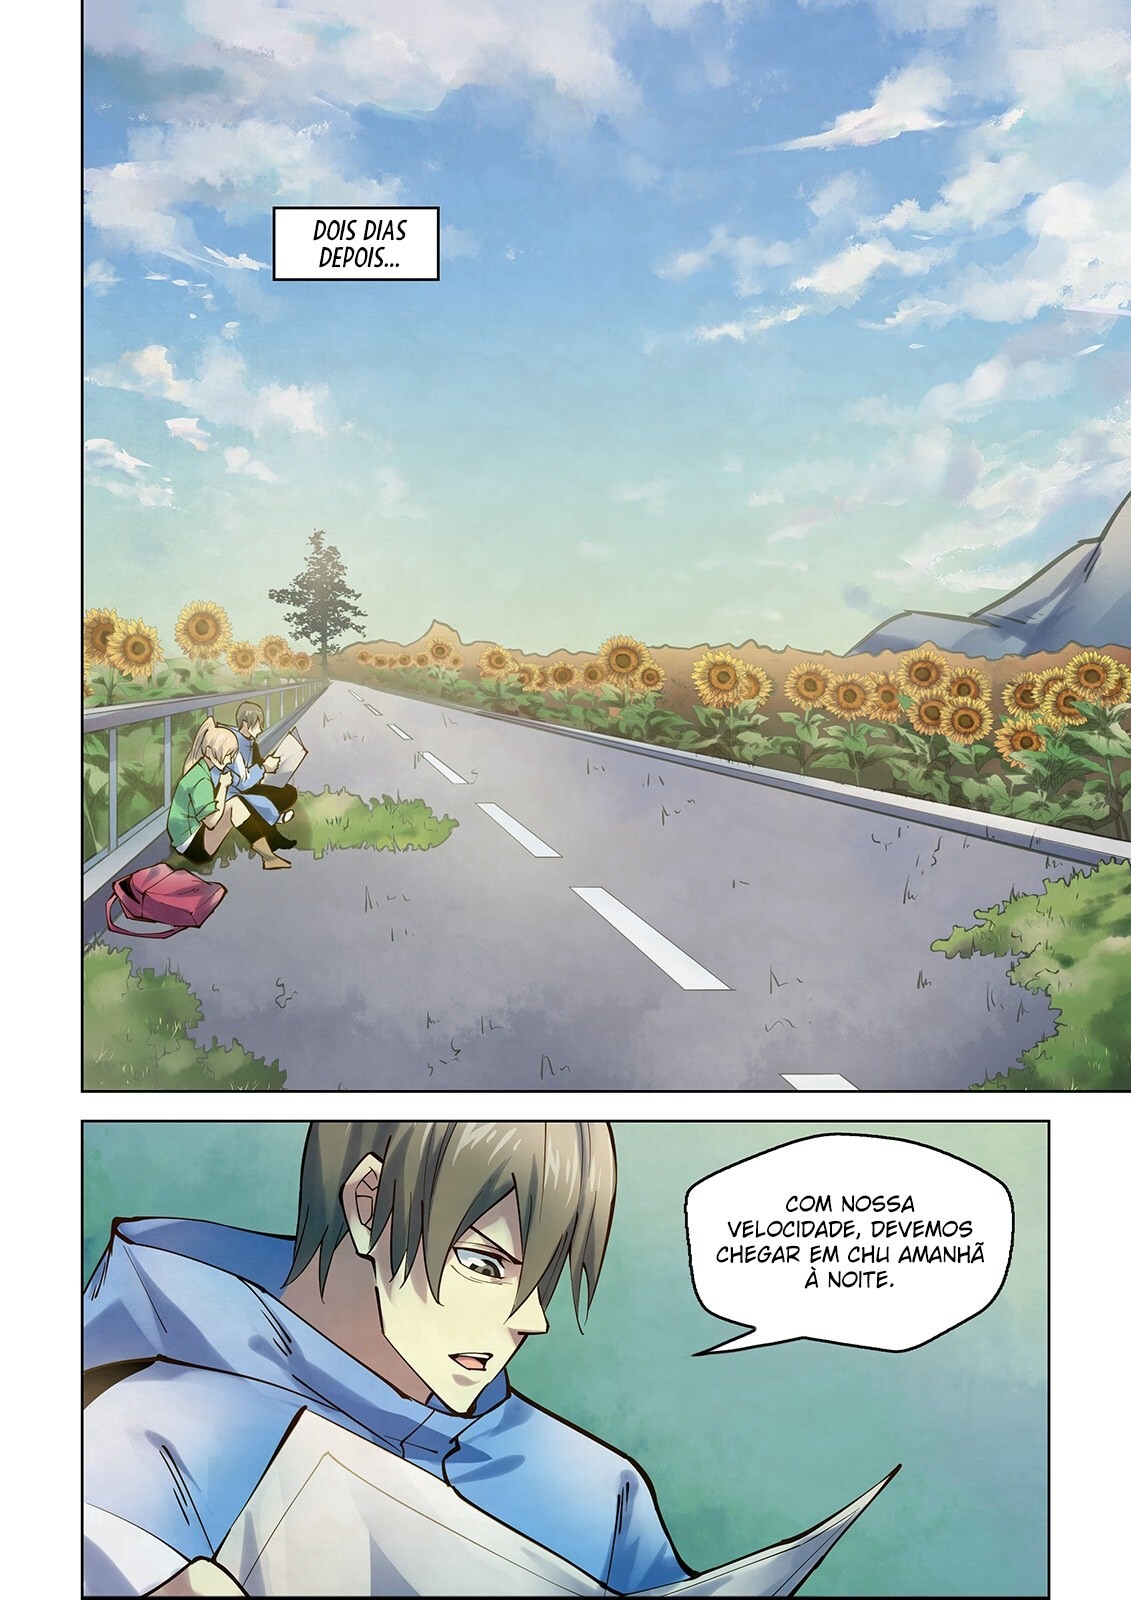 DOIS DIAS
DEPOIS...
COM NOSSA
VELOCIDADE, DEVEMOS
CHEGAR EM CHU AMANHÃ
À NOITE.